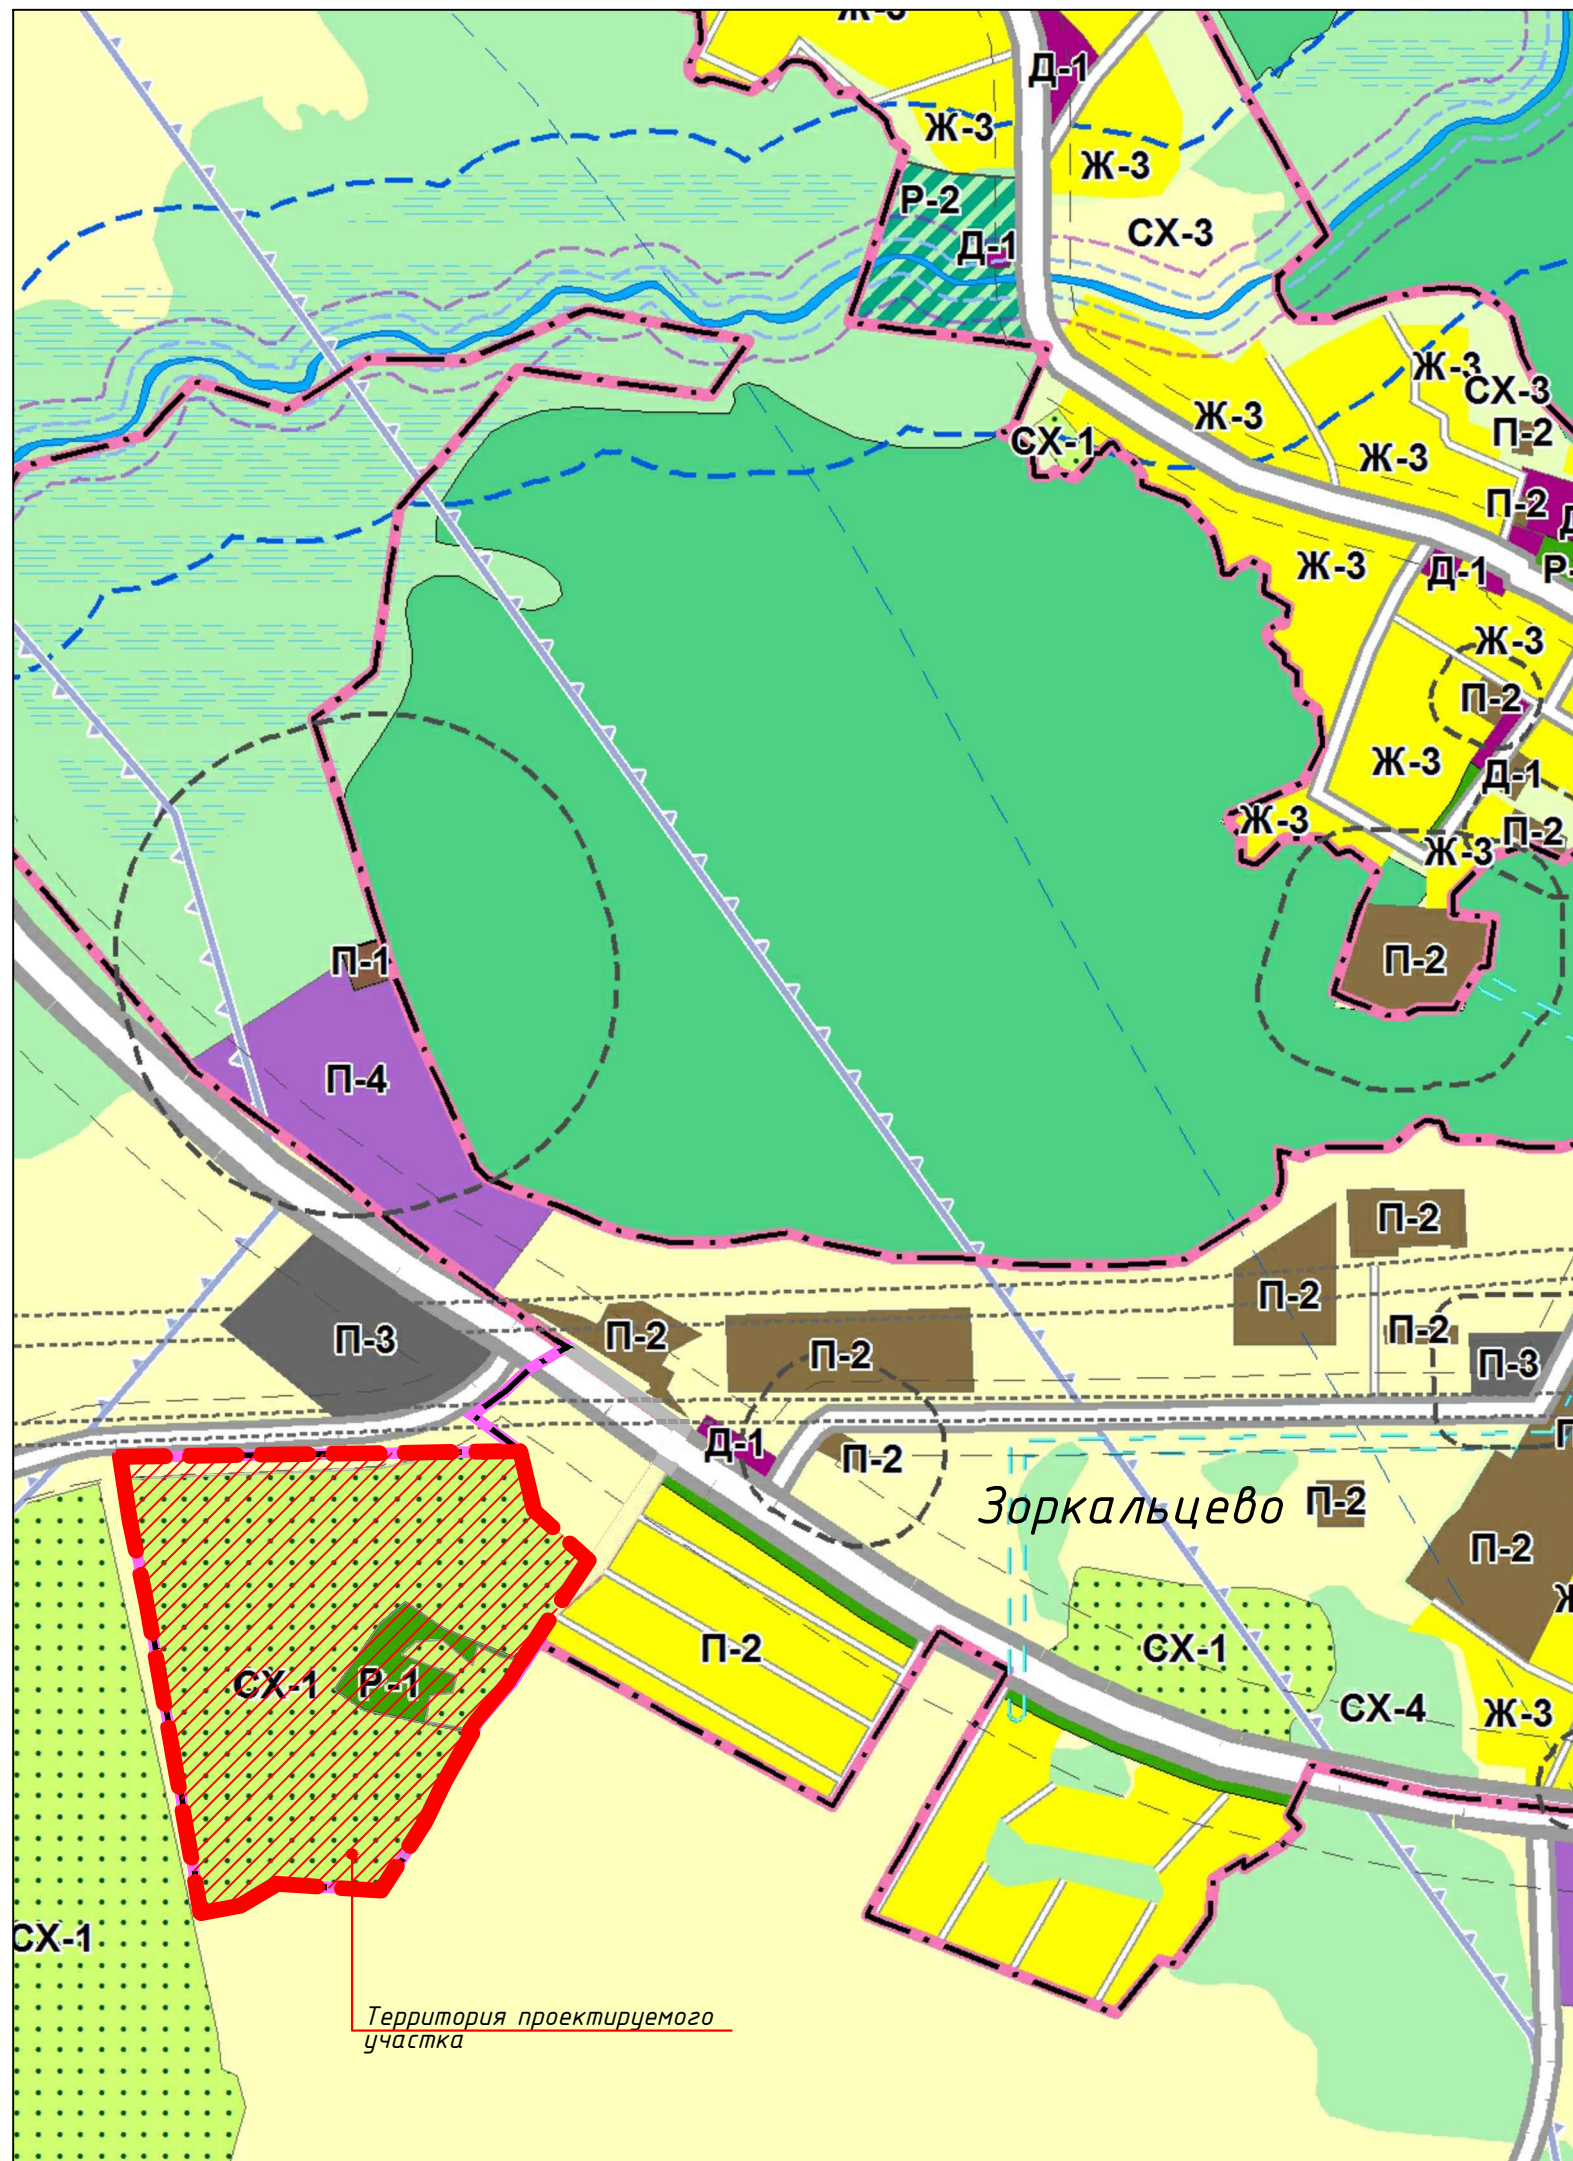 Ж-3
Д-1
Ж-3
Ж-3
Р-2
СХ-3
Д-1
Ж-3
СХ-3
Ж-3
П-2
СХ-1
Ж-3
П-2
Ж-3
Д-1
Ж-3
П-2
Ж-3
Д-1
Ж-3
П-2
Ж-3
П-1
П-2
П-4
П-2
П-2
П-2
П-3
П-2
П-2
П-3
Д-1
П-2
Зоркальцево
П-2
П-2
П-2
СХ-1
СХ-1
Р-1
СХ-4
Ж-3
СХ-1
Территория проектируемого
участка